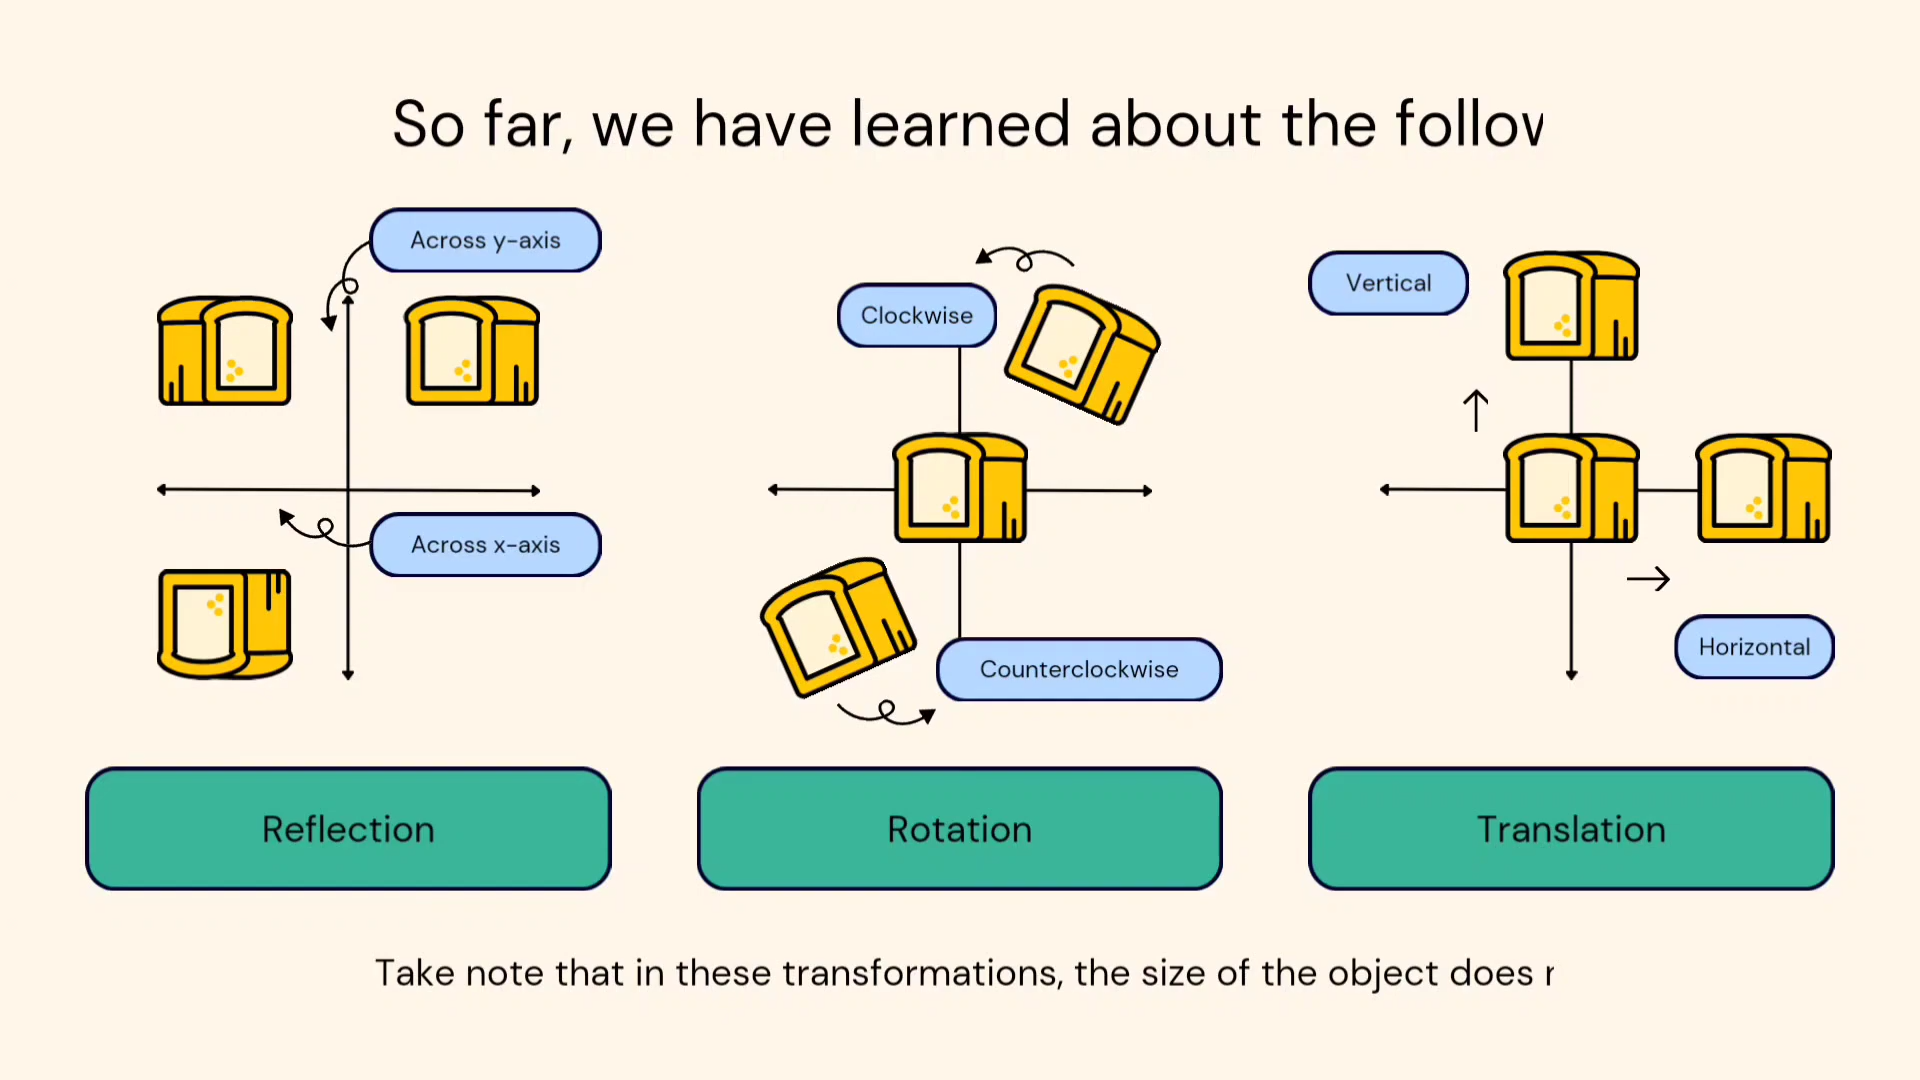 So far, we have learned about the follow
Across y-axis
Across x-axis
Clockwise
Counterclockwise
Vertical
Horizontal
Reflection
Rotation
Translation
Take note that in these transformations, the size of the object does